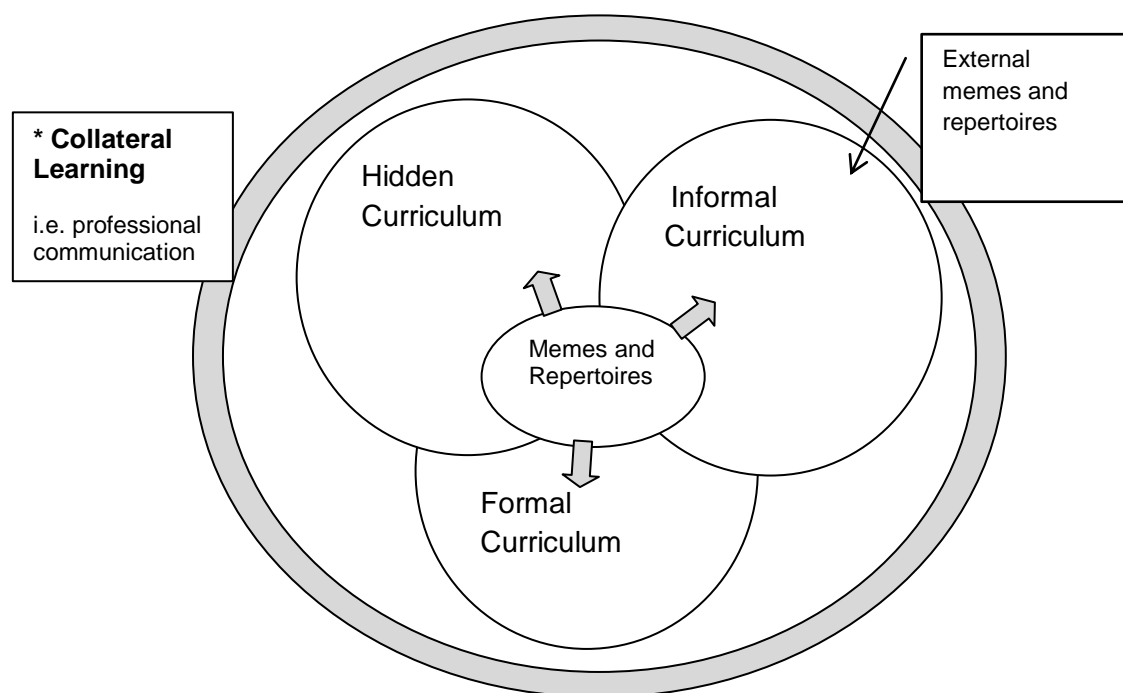 * Collateral
Learning
i.e. professional
communication
External
memes and
repertoires
Hidden
Curriculum
Informal
Curriculum
Memes and
Repertoires
Formal
Curriculum